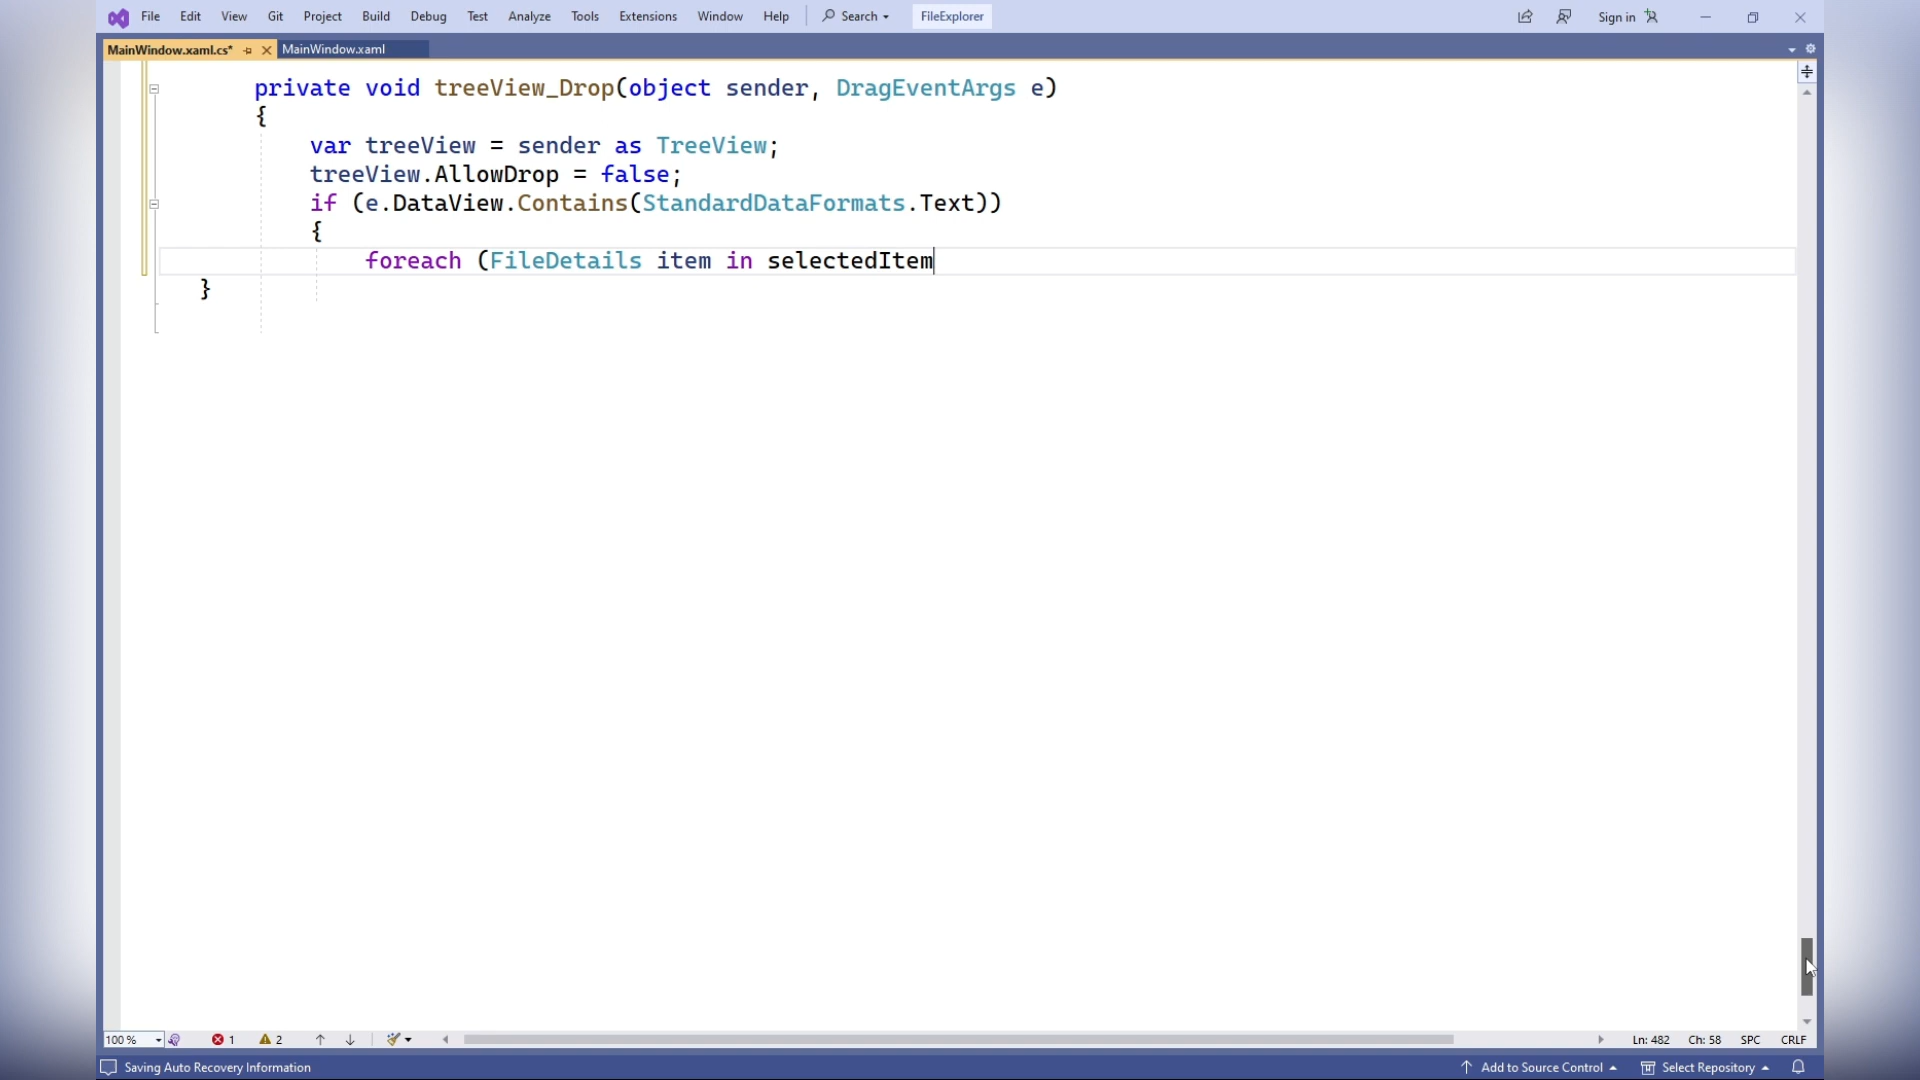 File Edit View Git Project Build Debug Test Analyze Tools Extensions Window Help Search FileExplorer Sign in
MainWindow.xaml.cs* MainWindow.xaml
private void treeView_Drop(object sender, DragEventArgs e)
{
var treeView = sender as TreeView;
treeView.AllowDrop = false;
if (e.DataView.Contains(StandardDataFormats.Text))
{
foreach (FileDetails item in selectedItem
}
100 % 1 2 Ln: 482 Ch: 58 SPC CRLF
Saving Auto Recovery Information Add to Source Control Select Repository